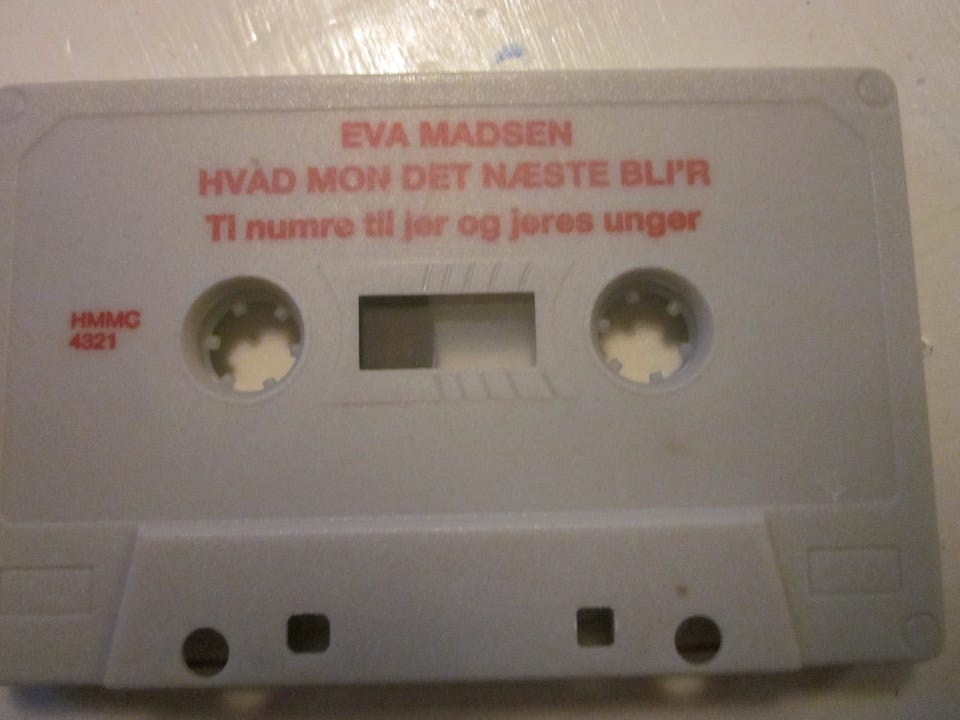 EVA MADSEN
HVAD MON DET NÆSTE BLI'R
Ti numre til jer og jeres unger
HMMC
4321